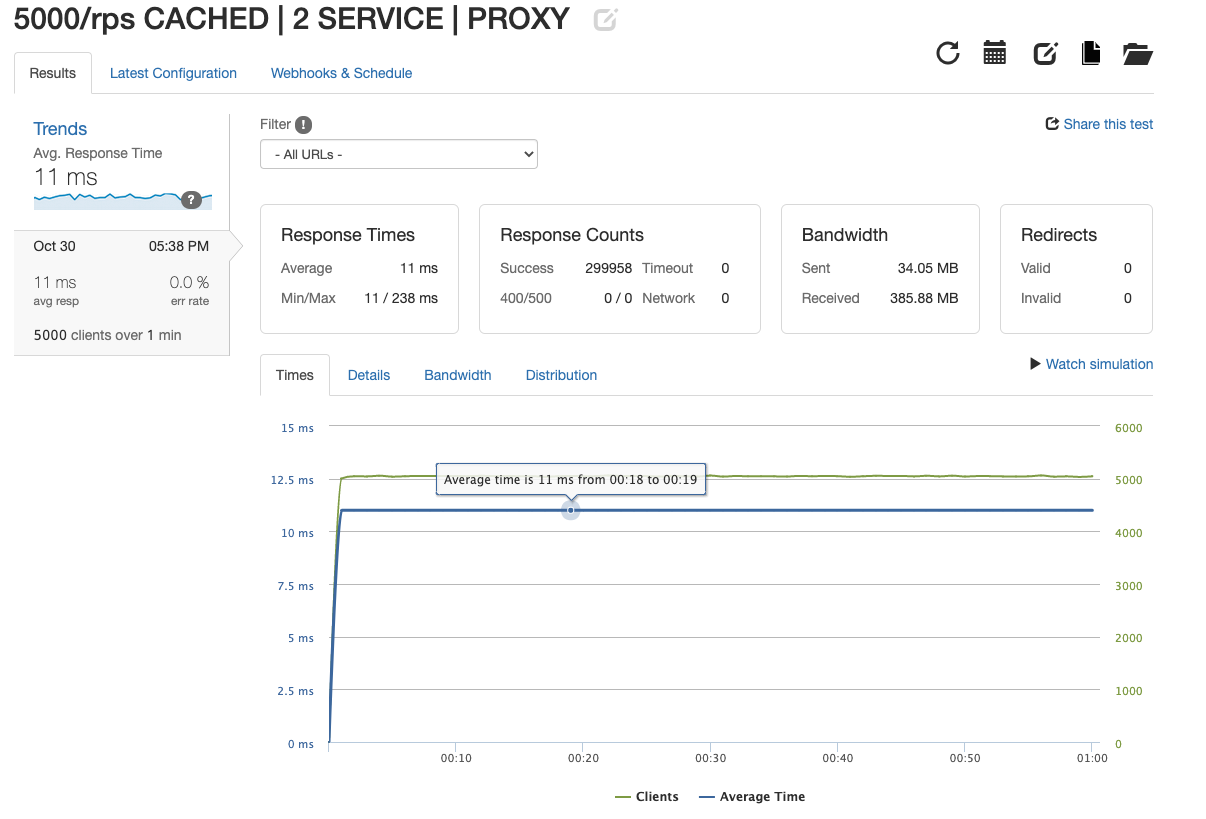 5000/rps CACHED | 2 SERVICE | PROXY
Results Latest Configuration Webhooks & Schedule
Trends
Avg. Response Time
11 ms
?
Oct 30 05:38 PM
11 ms 0.0 %
avg resp err rate
5000 clients over 1 min
Filter !
- All URLs -
Share this test
Response Times
Average 11 ms
Min/Max 11 / 238 ms
Response Counts
Success 299958 Timeout 0
400/500 0 / 0 Network 0
Bandwidth
Sent 34.05 MB
Received 385.88 MB
Redirects
Valid 0
Invalid 0
Times Details Bandwidth Distribution
Watch simulation
15 ms 6000
12.5 ms 5000
Average time is 11 ms from 00:18 to 00:19
10 ms 4000
7.5 ms 3000
5 ms 2000
2.5 ms 1000
0 ms 0
00:10 00:20 00:30 00:40 00:50 01:00
Clients Average Time